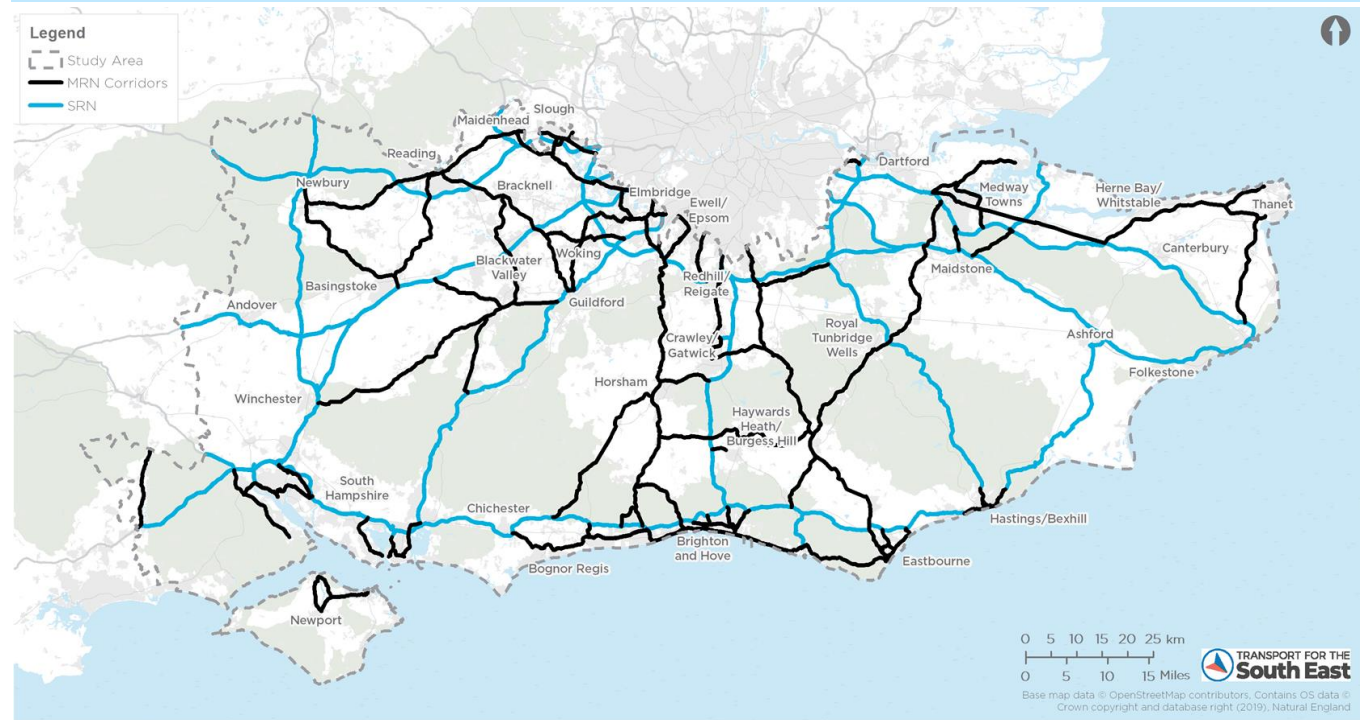 Legend
Study Area
MRN Corridors
SRN
Slough
Maidenhead
Reading
Dartford
Newbury
Bracknell
Elmbridge
Medway
Towns
Herne Bay/
Whitstable
Ewell/
Epsom
Thanet
Woking
Canterbury
Blackwater
Valley
Redhill/
Reigate
Maidstone
Basingstoke
Andover
Guildford
Royal
Tunbridge
Wells
Ashford
Crawley/
Gatwick
Folkestone
Horsham
Winchester
Haywards
Heath/
Burgess Hill
South
Hampshire
Chichester
Hastings/Bexhill
Brighton
and Hove
Eastbourne
Bognor Regis
Newport
0 5 10 15 20 25 km
0 5 10 15 Miles
TRANSPORT FOR THE
South East
Base map data © OpenStreetMap contributors, Contains OS data ©
Crown copyright and database right (2019), Natural England